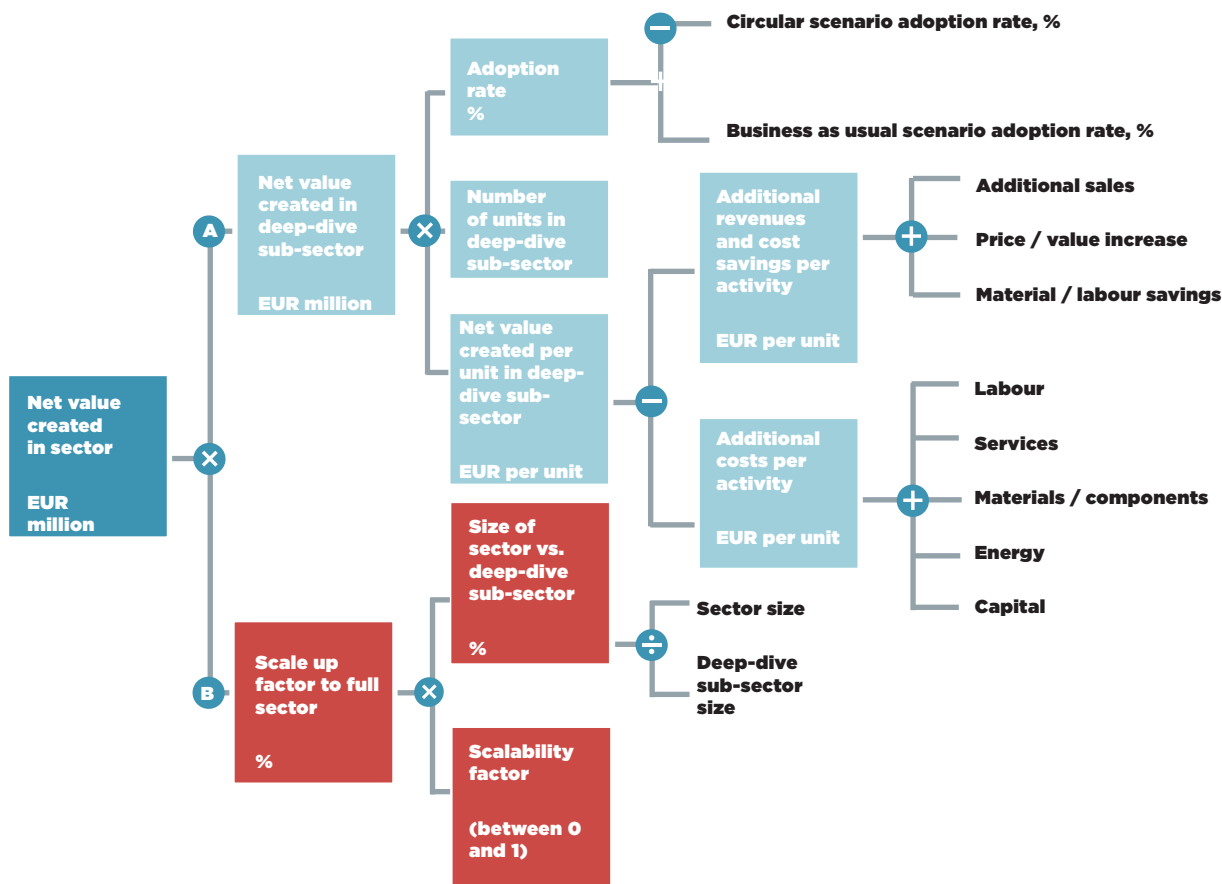 Circular scenario adoption rate, %
Adoption
rate
%
Business as usual scenario adoption rate, %
Net value
created in
deep-dive
sub-sector
EUR million
A
×
Number
of units in
deep-dive
sub-sector
Additional
revenues
and cost
savings per
activity
EUR per unit
Additional sales
Price / value increase
Material / labour savings
Net value
created per
unit in deep-
dive sub-
sector
EUR per unit
−
+
Net value
created
in sector
EUR
million
×
Additional
costs per
activity
EUR per unit
+
Labour
Services
Materials / components
Energy
Capital
Size of
sector vs.
deep-dive
sub-sector
%
÷
Sector size
Deep-dive
sub-sector
size
B
Scale up
factor to full
sector
%
×
Scalability
factor
(between 0
and 1)
−
+